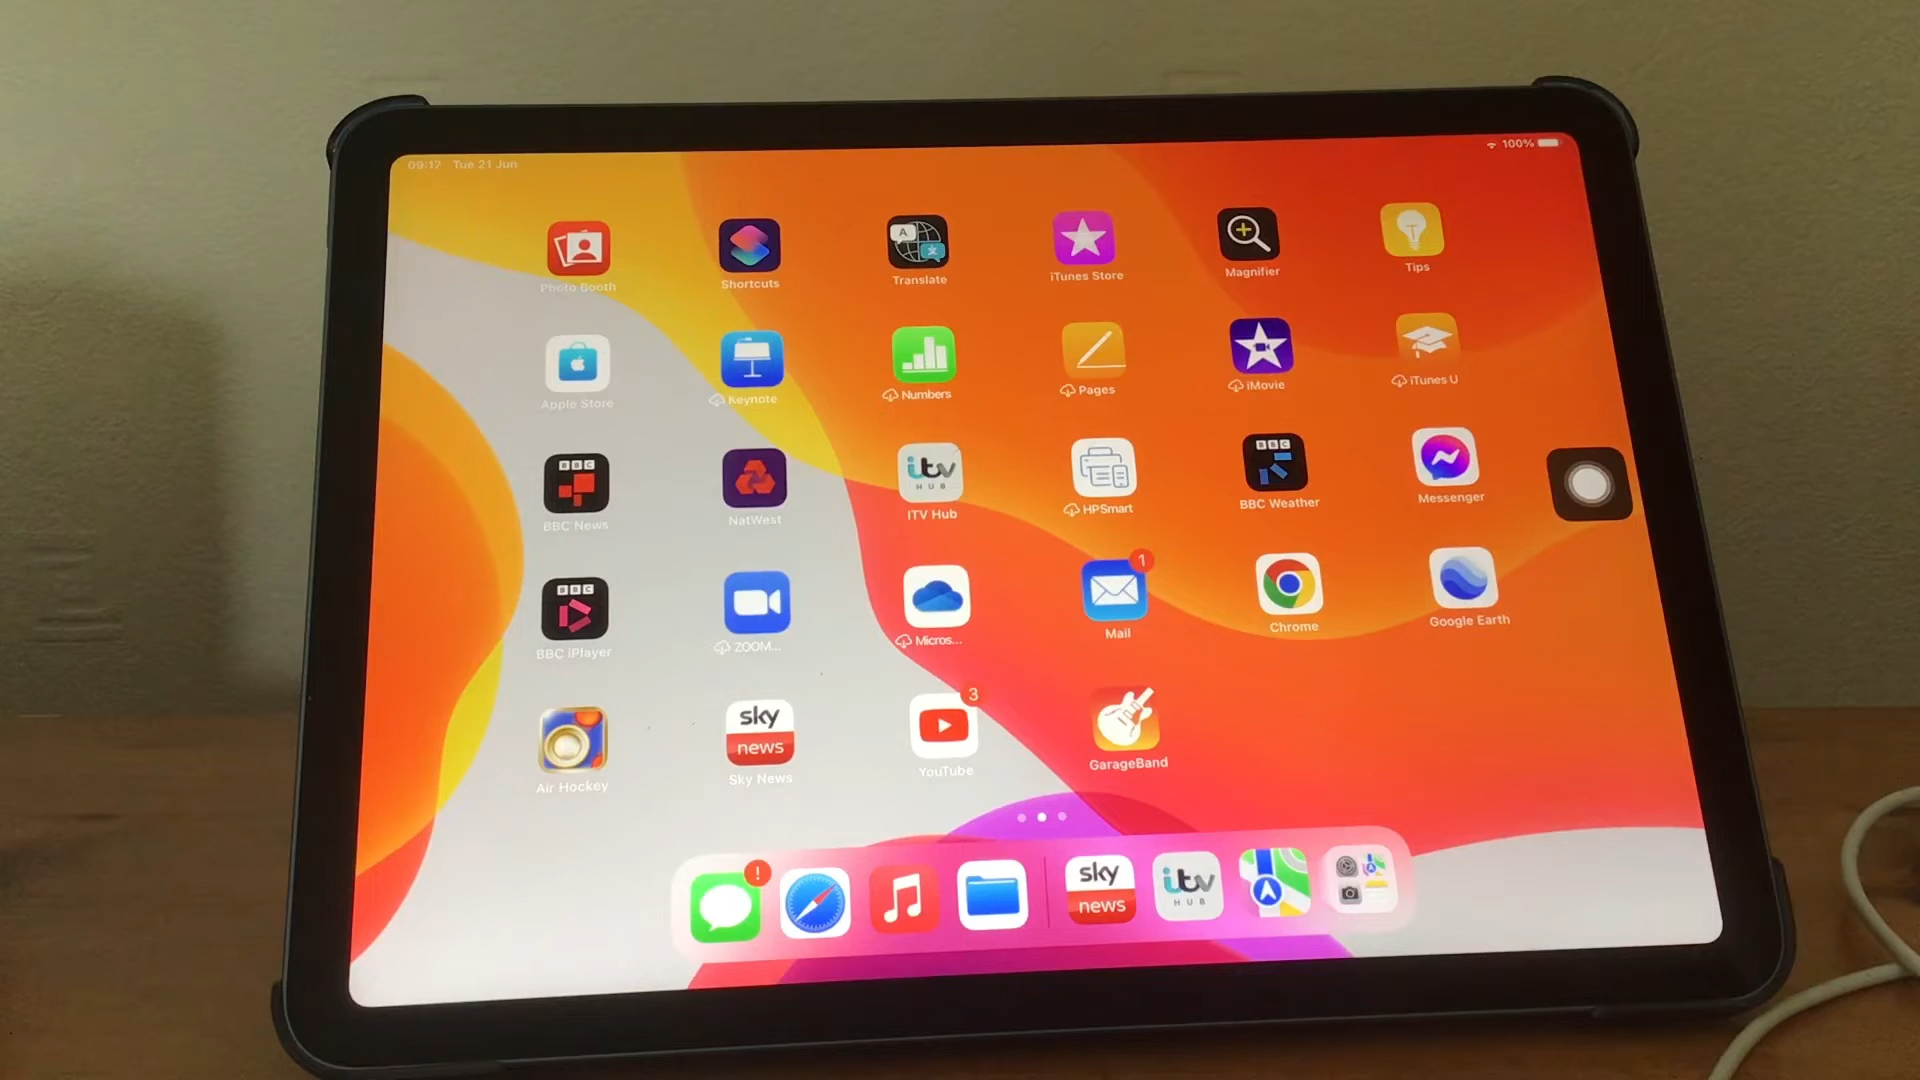 09:12 Tue 21 Jun
100%
Photo Booth
Shortcuts
A
Translate
iTunes Store
Magnifier
Tips
Apple Store
Keynote
Numbers
Pages
iMovie
iTunes U
BBC
BBC News
NatWest
itv
HUB
ITV Hub
HPSmart
BBC
BBC Weather
Messenger
BBC
BBC iPlayer
ZOOM...
Micros...
1
Mail
Chrome
Google Earth
Air Hockey
sky
news
Sky News
3
YouTube
GarageBand
!
sky
news
itv
HUB